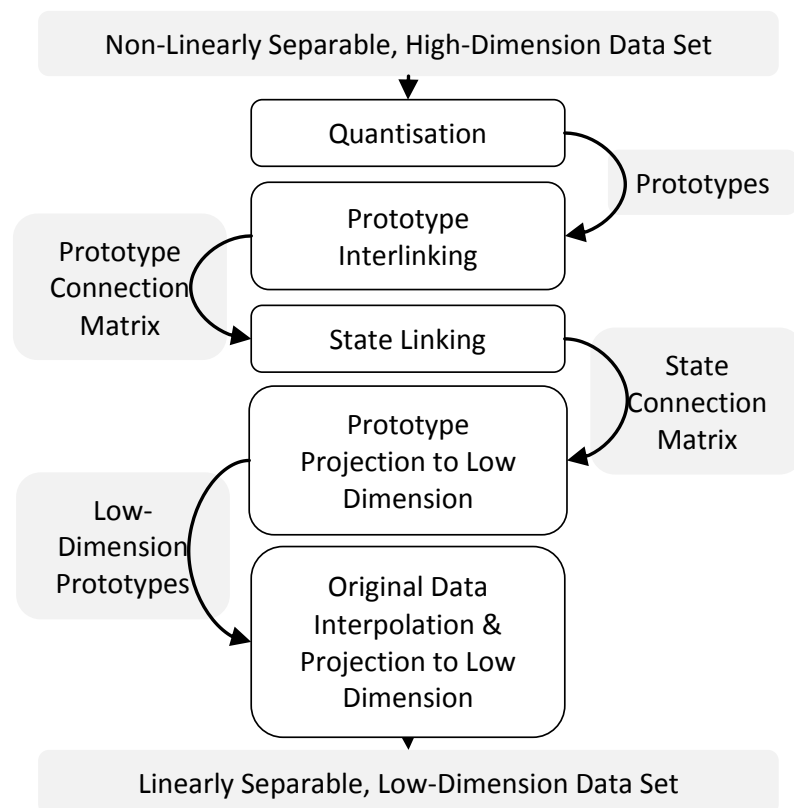 Non-Linearly Separable, High-Dimension Data Set
Quantisation
Prototypes
Prototype
Interlinking
Prototype
Connection
Matrix
State Linking
State
Connection
Matrix
Prototype
Projection to Low
Dimension
Low-
Dimension
Prototypes
Original Data
Interpolation &
Projection to Low
Dimension
Linearly Separable, Low-Dimension Data Set